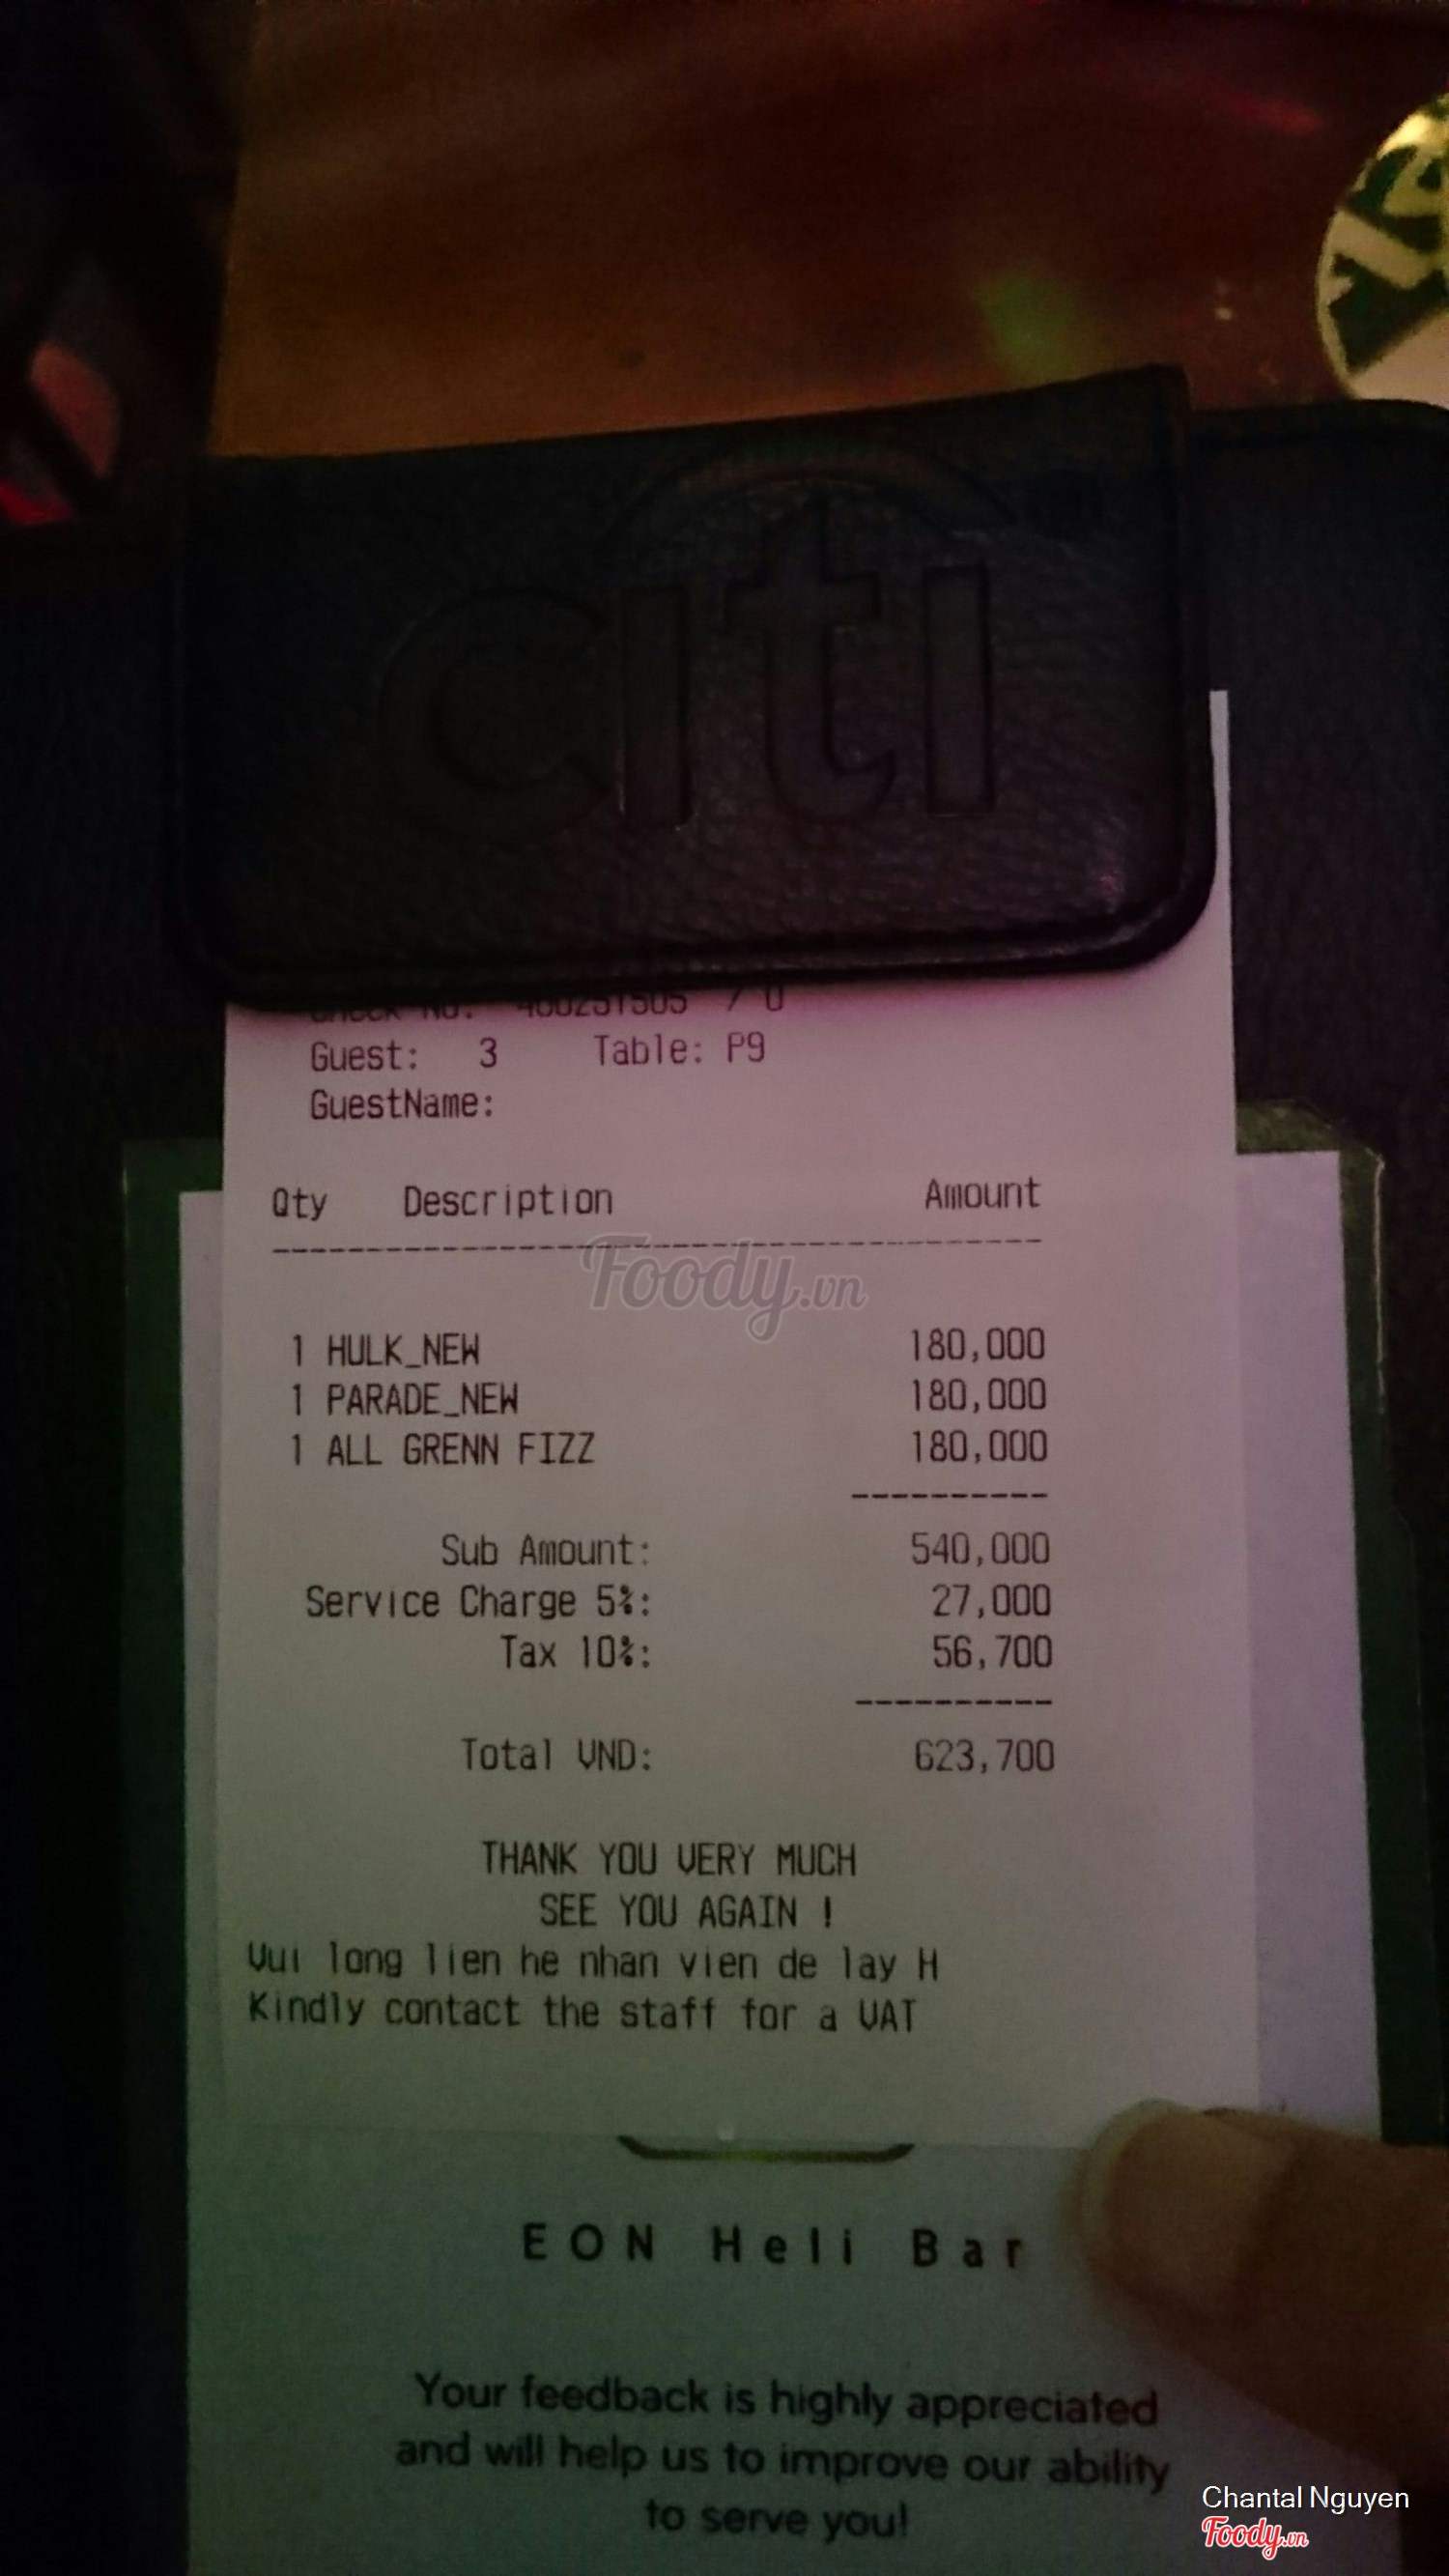 citi
Check No: 400231505 / 0
Guest: 3 Table: P9
GuestName:
Qty Description Amount
Foody.vn
1 HULK_NEW 180,000
1 PARADE_NEW 180,000
1 ALL GRENN FIZZ 180,000
Sub Amount: 540,000
Service Charge 5%: 27,000
Tax 10%: 56,700
Total VND: 623,700
THANK YOU VERY MUCH
SEE YOU AGAIN !
Vui long lien he nhan vien de lay H
Kindly contact the staff for a VAT
EON Heli Bar
Your feedback is highly appreciated
and will help us to improve our ability
to serve you!
Chantal Nguyen
Foody.vn